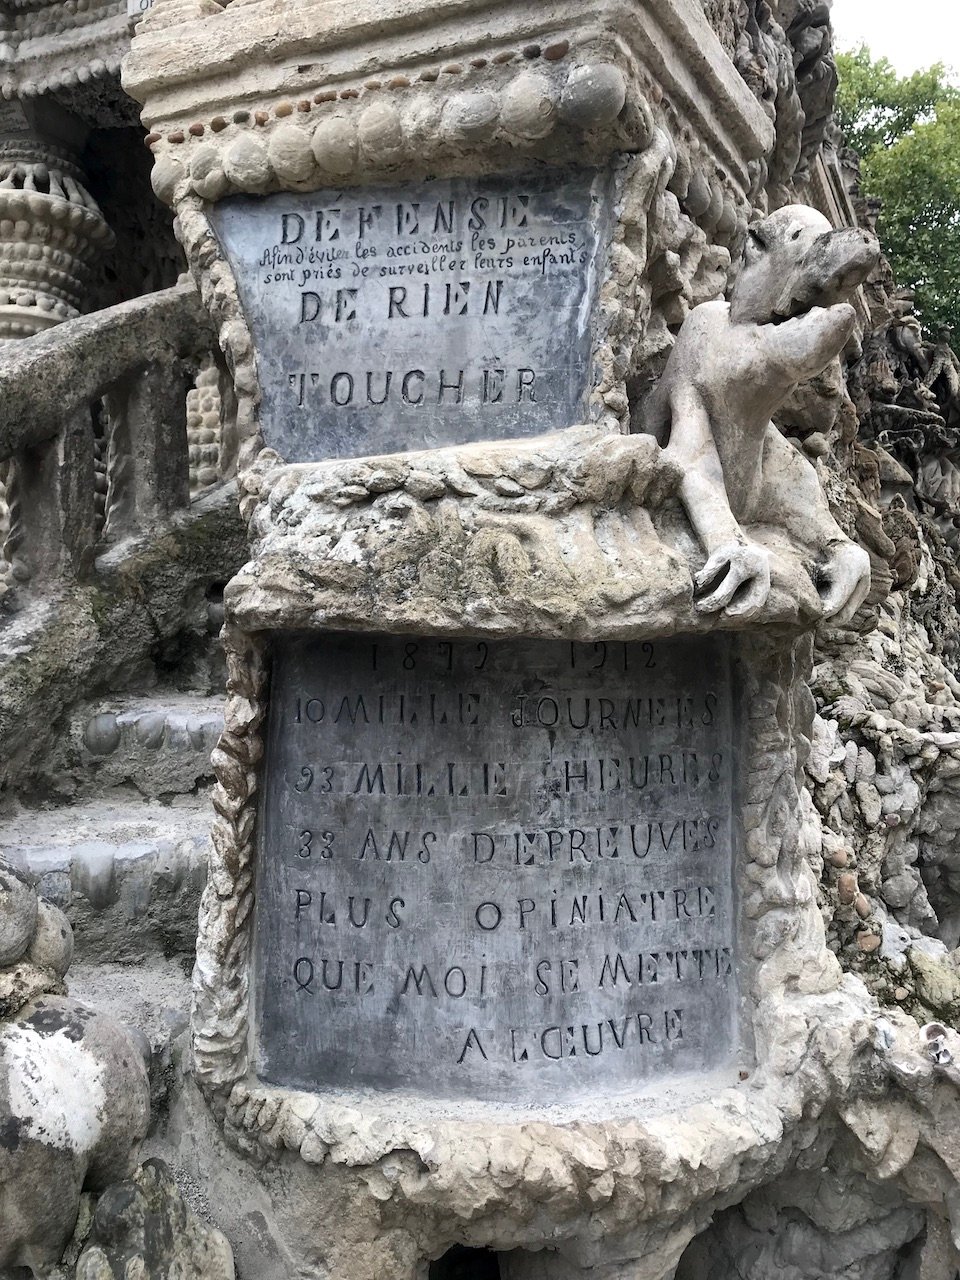 DÉFENSE
Afin d'éviter les accidents les parents
sont priés de surveiller leurs enfants
DE RIEN
TOUCHER
1879 1912
10 MILLE JOURNEES
93 MILLE HEURES
33 ANS D'EPREUVES
PLUS OPINIATRE
QUE MOI SE METTE
A L'ŒUVRE